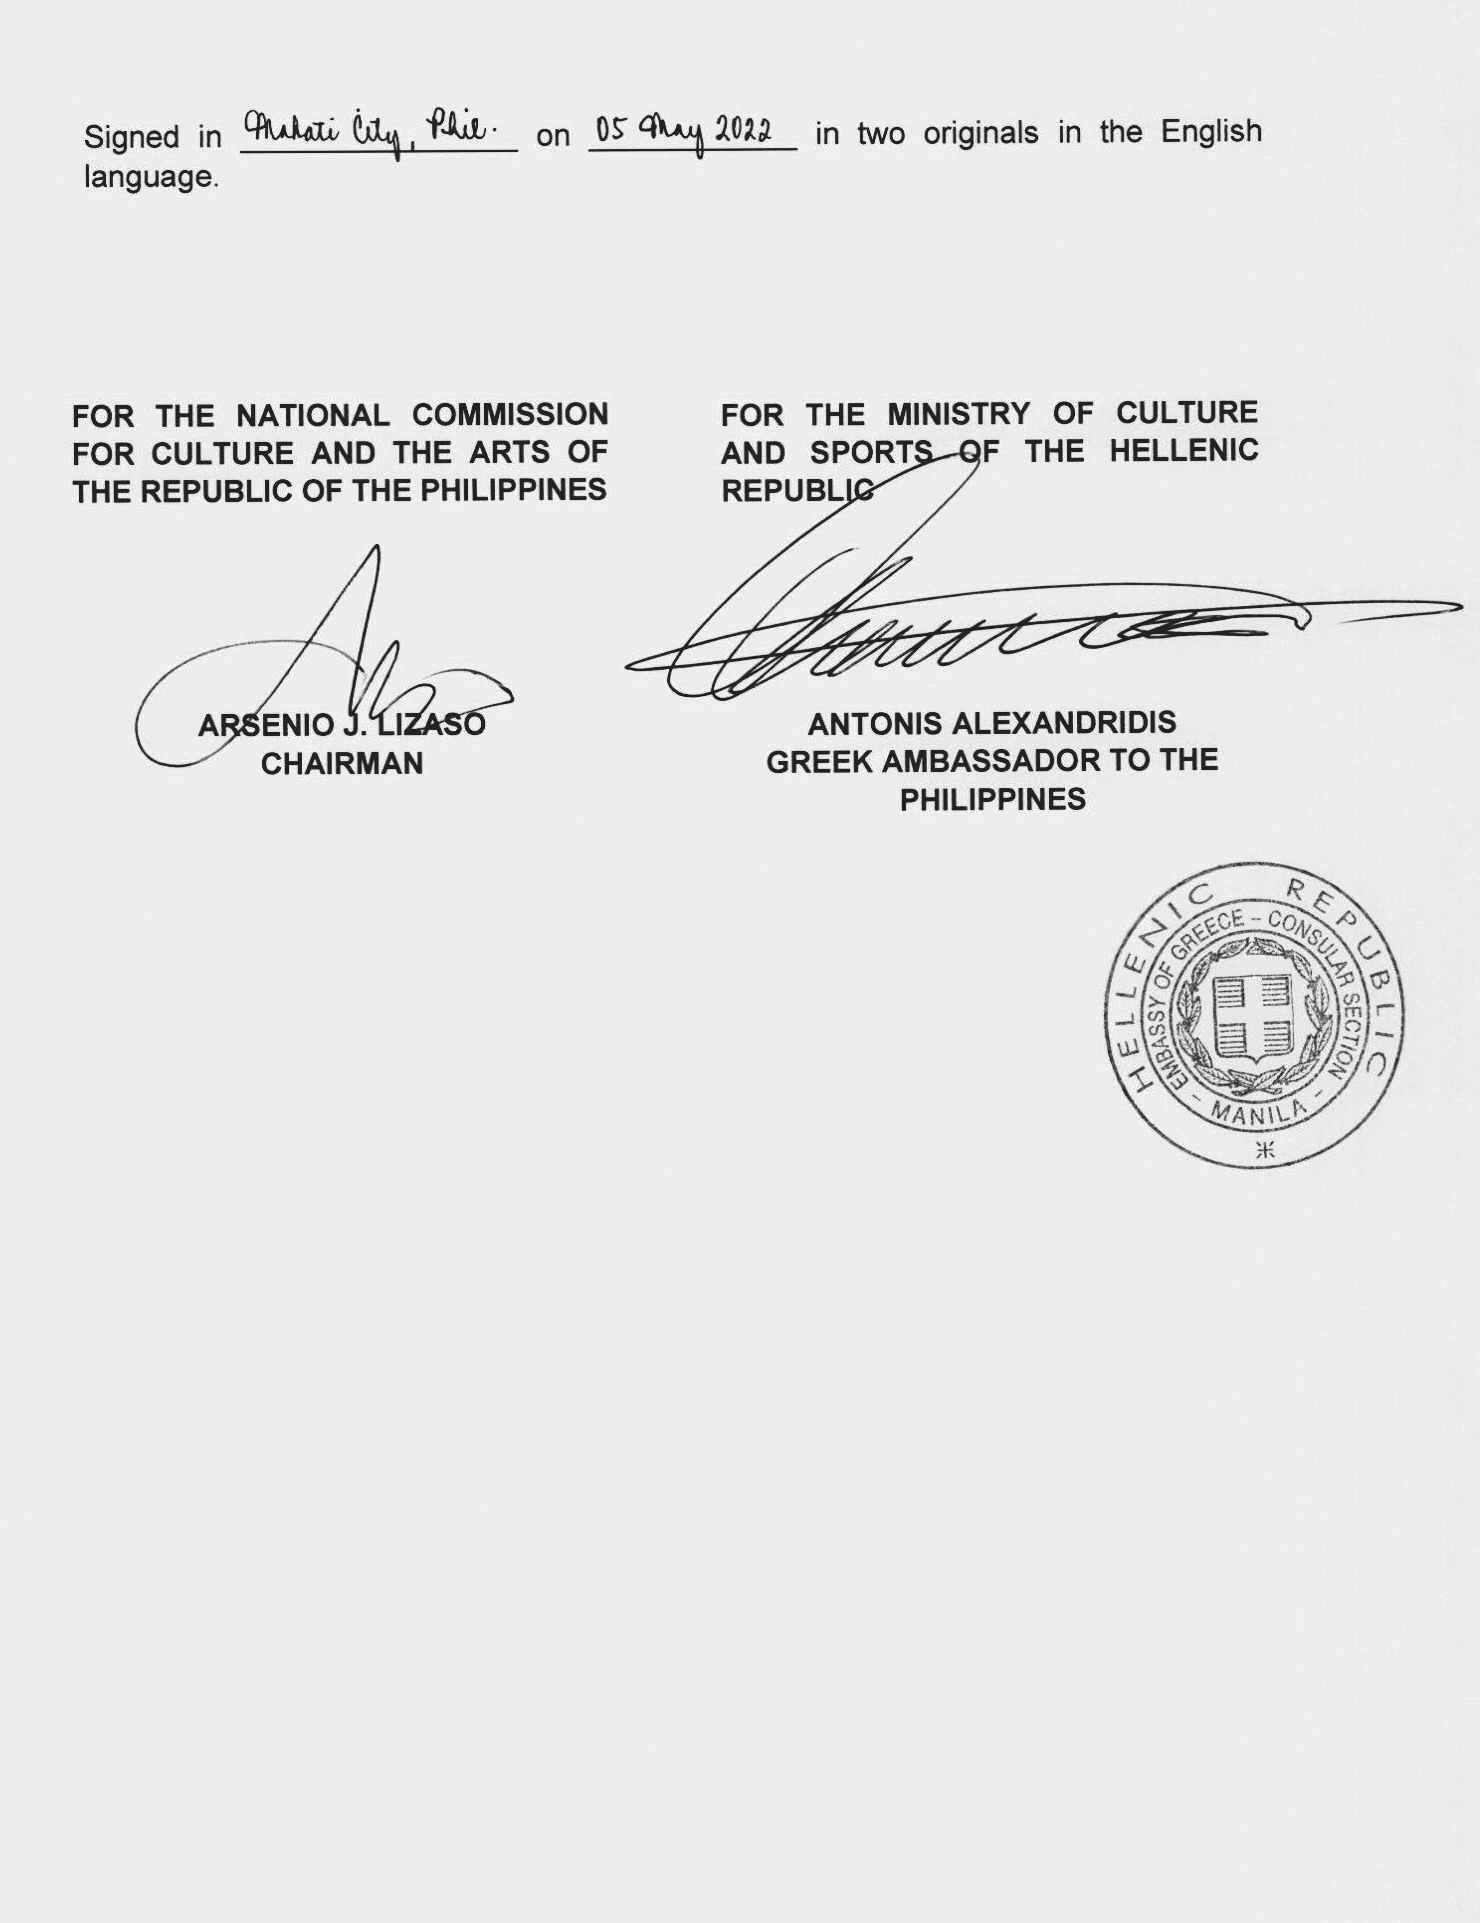 Signed in Makati City, Phil. on 05 May 2022 in two originals in the English
language.
FOR THE NATIONAL COMMISSION
FOR CULTURE AND THE ARTS OF
THE REPUBLIC OF THE PHILIPPINES
ARSENIO J. LIZASO
CHAIRMAN
FOR THE MINISTRY OF CULTURE
AND SPORTS OF THE HELLENIC
REPUBLIC
ANTONIS ALEXANDRIDIS
GREEK AMBASSADOR TO THE
PHILIPPINES
HELLENIC REPUBLIC
EMBASSY OF GREECE - CONSULAR SECTION
- MANILA -